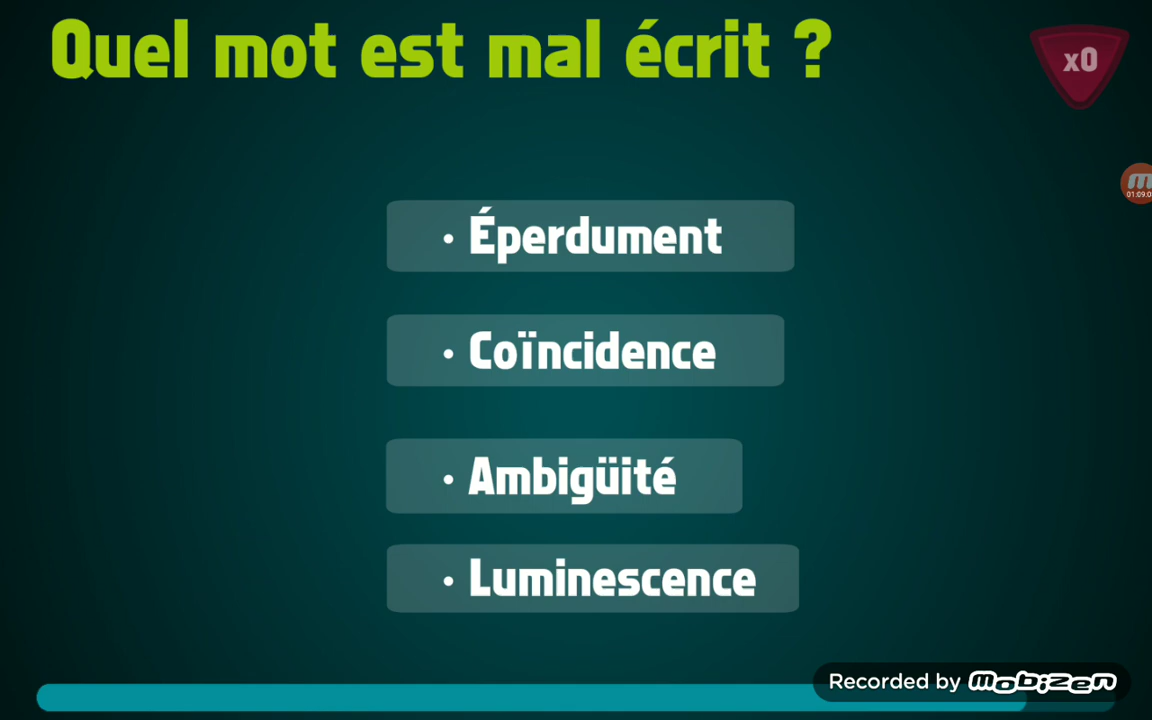 Quel mot est mal écrit ?
x0
• Éperdument
• Coïncidence
• Ambigüité
• Luminescence
Recorded by mobizen